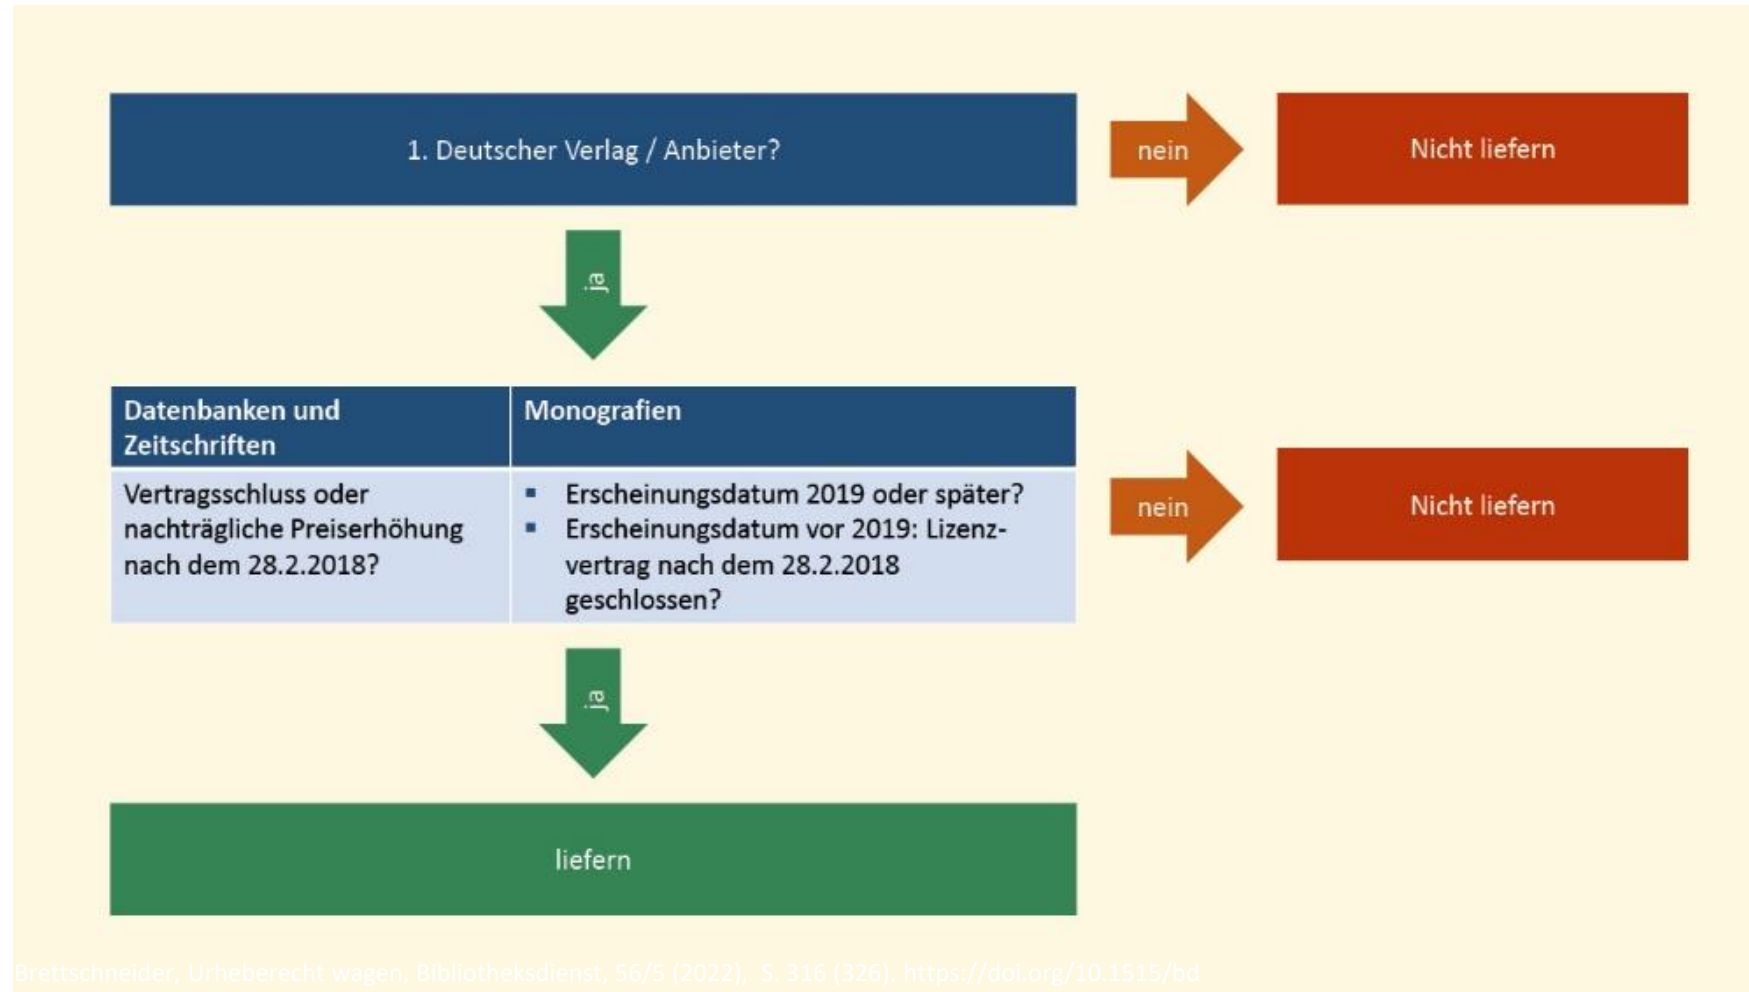 1. Deutscher Verlag / Anbieter?
nein
Nicht liefern
ja
Datenbanken und
Zeitschriften
Monografien
Vertragsschluss oder
nachträgliche Preiserhöhung
nach dem 28.2.2018?
▪ Erscheinungsdatum 2019 oder später?
▪ Erscheinungsdatum vor 2019: Lizenz-
vertrag nach dem 28.2.2018
geschlossen?
nein
Nicht liefern
ja
liefern
Brettschneider, Urheberecht wagen, Bibliotheksdienst, 56/5 (2022), S. 316 (326). https://doi.org/10.1515/bd